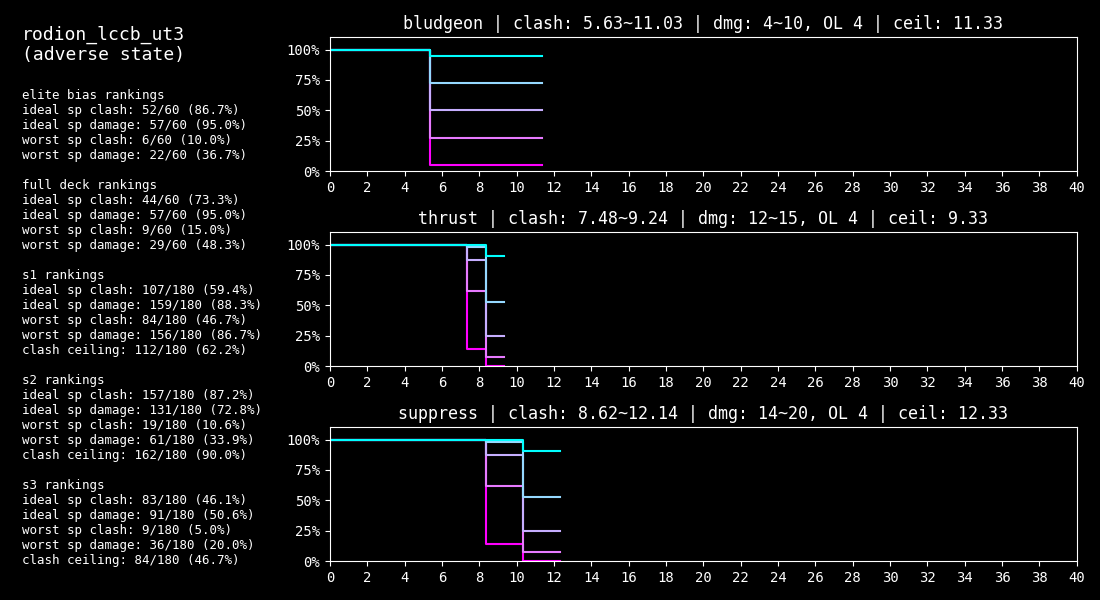 rodion_lccb_ut3
(adverse state)
elite bias rankings
ideal sp clash: 52/60 (86.7%)
ideal sp damage: 57/60 (95.0%)
worst sp clash: 6/60 (10.0%)
worst sp damage: 22/60 (36.7%)
full deck rankings
ideal sp clash: 44/60 (73.3%)
ideal sp damage: 57/60 (95.0%)
worst sp clash: 9/60 (15.0%)
worst sp damage: 29/60 (48.3%)
s1 rankings
ideal sp clash: 107/180 (59.4%)
ideal sp damage: 159/180 (88.3%)
worst sp clash: 84/180 (46.7%)
worst sp damage: 156/180 (86.7%)
clash ceiling: 112/180 (62.2%)
s2 rankings
ideal sp clash: 157/180 (87.2%)
ideal sp damage: 131/180 (72.8%)
worst sp clash: 19/180 (10.6%)
worst sp damage: 61/180 (33.9%)
clash ceiling: 162/180 (90.0%)
s3 rankings
ideal sp clash: 83/180 (46.1%)
ideal sp damage: 91/180 (50.6%)
worst sp clash: 9/180 (5.0%)
worst sp damage: 36/180 (20.0%)
clash ceiling: 84/180 (46.7%)
bludgeon | clash: 5.63~11.03 | dmg: 4~10, OL 4 | ceil: 11.33
100%
75%
50%
25%
0%
0 2 4 6 8 10 12 14 16 18 20 22 24 26 28 30 32 34 36 38 40
thrust | clash: 7.48~9.24 | dmg: 12~15, OL 4 | ceil: 9.33
100%
75%
50%
25%
0%
0 2 4 6 8 10 12 14 16 18 20 22 24 26 28 30 32 34 36 38 40
suppress | clash: 8.62~12.14 | dmg: 14~20, OL 4 | ceil: 12.33
100%
75%
50%
25%
0%
0 2 4 6 8 10 12 14 16 18 20 22 24 26 28 30 32 34 36 38 40